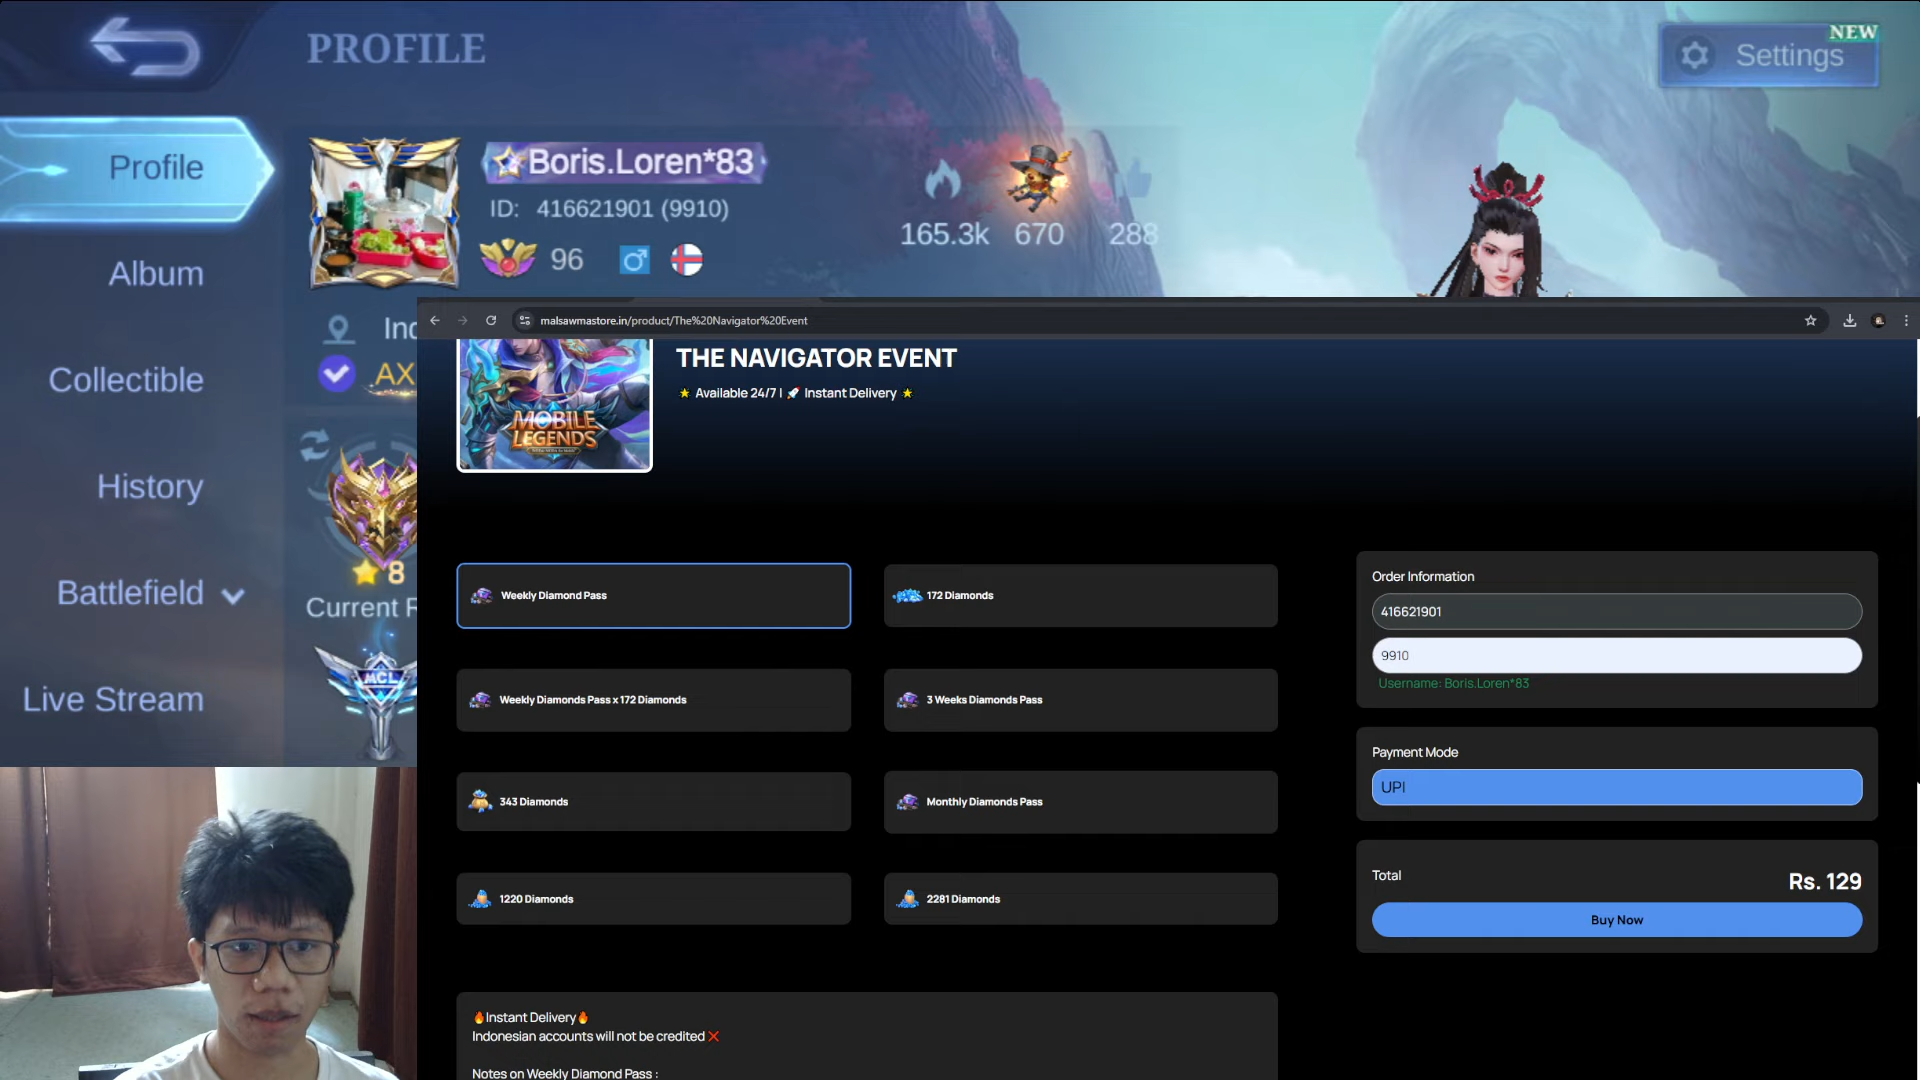 PROFILE
NEW
Settings
Profile
Boris.Loren*83
ID: 416621901 (9910)
165.3k
670
288
96
Album
Collectible
History
Battlefield
Live Stream
AX
8
Current R
MCL
malsawmastore.in/product/The%20Navigator%20Event
THE NAVIGATOR EVENT
Available 24/7 | 🚀 Instant Delivery
MOBILE
LEGENDS
Weekly Diamond Pass
172 Diamonds
Weekly Diamonds Pass x 172 Diamonds
3 Weeks Diamonds Pass
343 Diamonds
Monthly Diamonds Pass
1220 Diamonds
2281 Diamonds
Order Information
416621901
9910
Username: Boris.Loren*83
Payment Mode
UPI
Total
Rs. 129
Buy Now
🔥Instant Delivery🔥
Indonesian accounts will not be credited ❌
Notes on Weekly Diamond Pass :